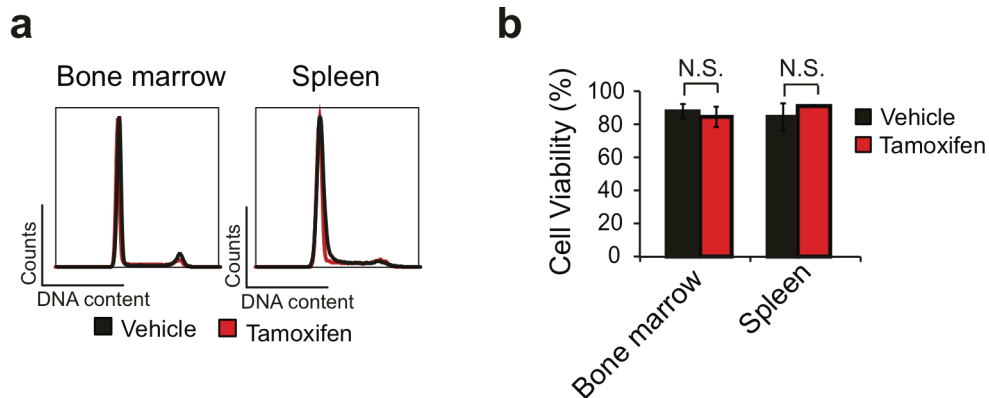 a
Bone marrow
Spleen
Counts
DNA content
Counts
DNA content
Vehicle
Tamoxifen
b
Cell Viability (%)
100
80
60
40
20
0
N.S.
N.S.
Bone marrow
Spleen
Vehicle
Tamoxifen